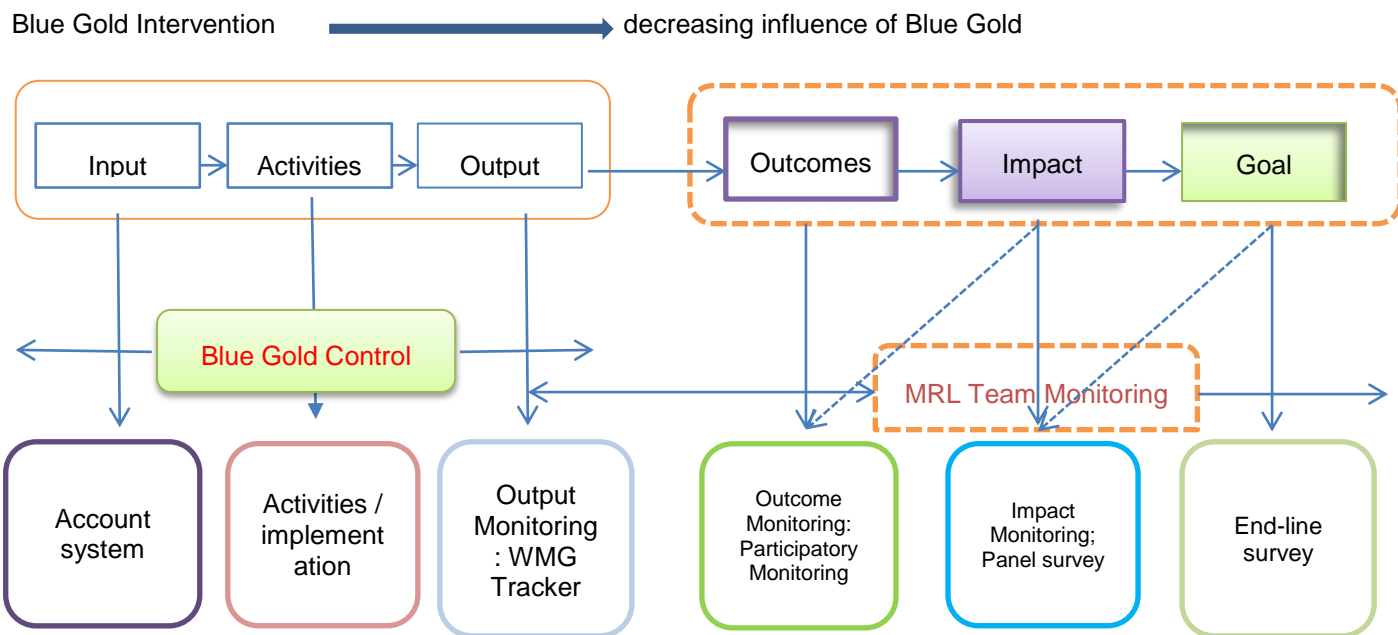 Blue Gold Intervention
decreasing influence of Blue Gold
Input
Activities
Output
Outcomes
Impact
Goal
Blue Gold Control
MRL Team Monitoring
Account
system
Activities /
implement
ation
Output
Monitoring
: WMG
Tracker
Outcome
Monitoring:
Participatory
Monitoring
Impact
Monitoring;
Panel survey
End-line
survey